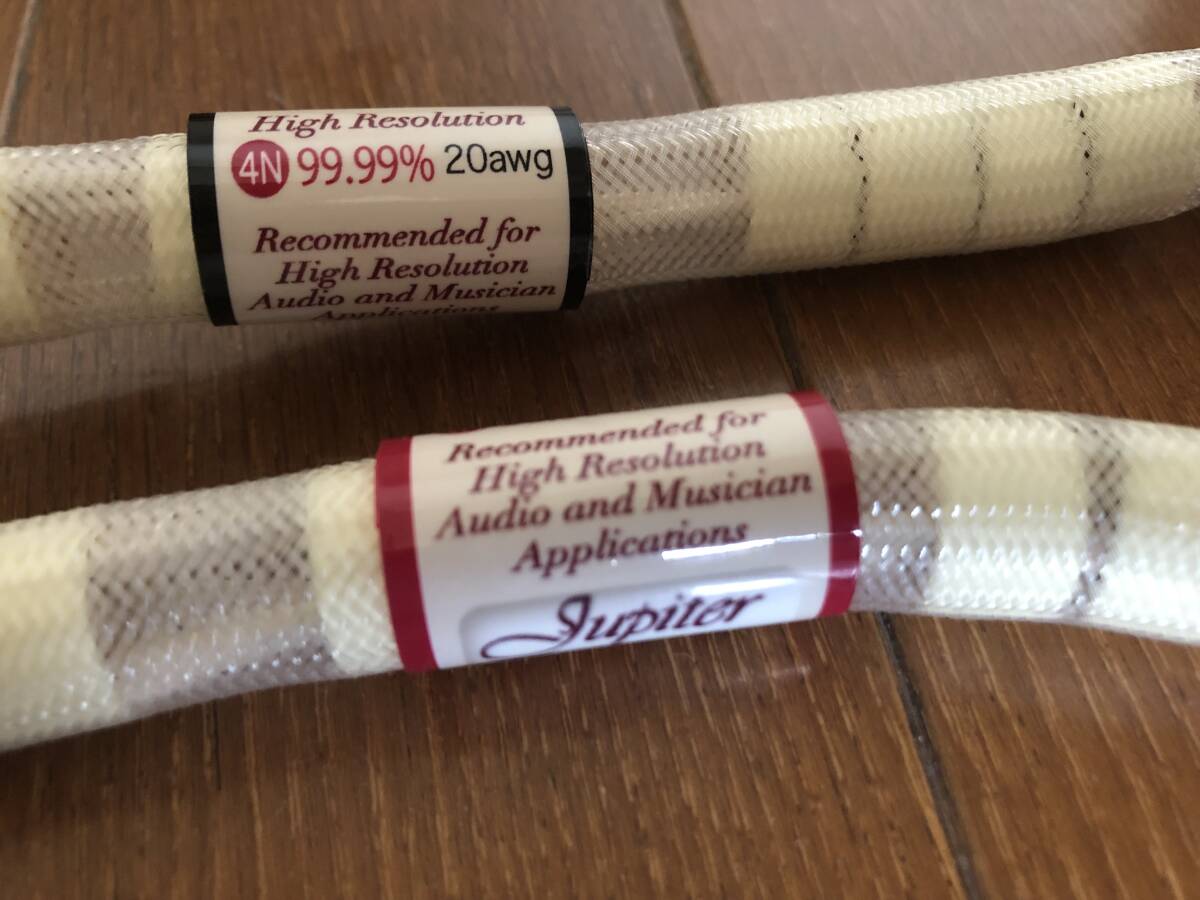 High Resolution
4N 99.99% 20awg
Recommended for
High Resolution
Audio and Musician
Applications
Recommended for
High Resolution
Audio and Musician
Applications
Jupiter